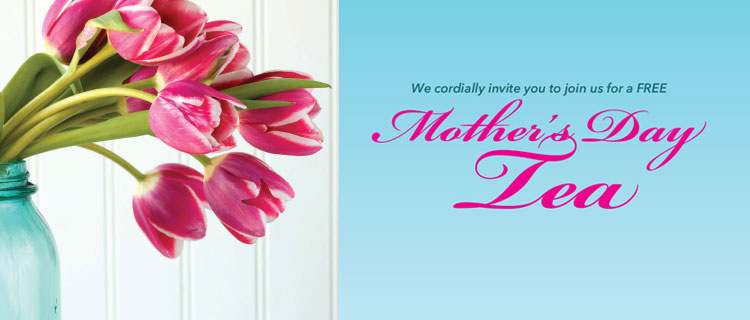 We cordially invite you to join us for a FREE
Mother's Day
Tea